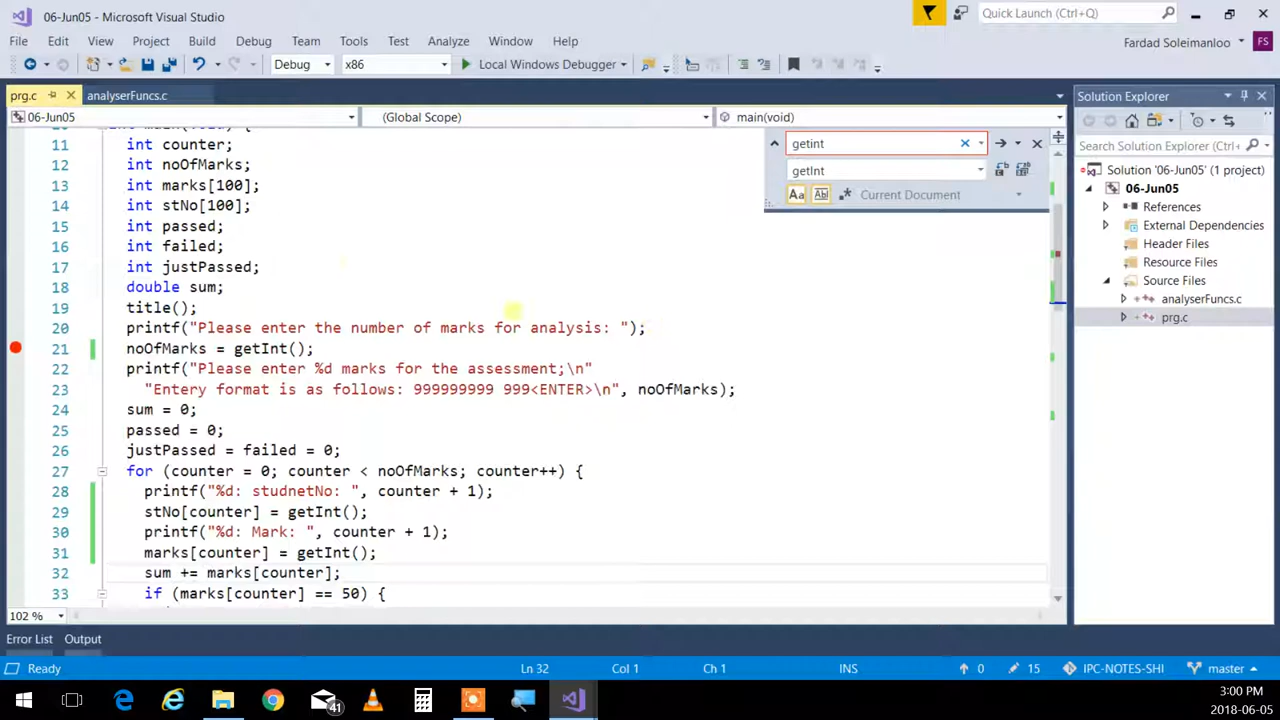 06-Jun05 - Microsoft Visual Studio
Quick Launch (Ctrl+Q)
File Edit View Project Build Debug Team Tools Test Analyze Window Help
Fardad Soleimanloo FS
Debug x86 Local Windows Debugger
prg.c analyserFuncs.c
Solution Explorer
06-Jun05 (Global Scope) main(void)
Search Solution Explorer (Ctrl+;)
getint
getInt
Aa Current Document
Solution '06-Jun05' (1 project)
06-Jun05
References
External Dependencies
Header Files
Resource Files
Source Files
analyserFuncs.c
prg.c
11 int counter;
12 int noOfMarks;
13 int marks[100];
14 int stNo[100];
15 int passed;
16 int failed;
17 int justPassed;
18 double sum;
19 title();
20 printf("Please enter the number of marks for analysis: ");
21 noOfMarks = getInt();
22 printf("Please enter %d marks for the assessment;\n"
23 "Entery format is as follows: 999999999 999<ENTER>\n", noOfMarks);
24 sum = 0;
25 passed = 0;
26 justPassed = failed = 0;
27 for (counter = 0; counter < noOfMarks; counter++) {
28 printf("%d: studnetNo: ", counter + 1);
29 stNo[counter] = getInt();
30 printf("%d: Mark: ", counter + 1);
31 marks[counter] = getInt();
32 sum += marks[counter];
33 if (marks[counter] == 50) {
102 %
Error List Output
Ready Ln 32 Col 1 Ch 1 INS 0 15 IPC-NOTES-SHI master
41
3:00 PM
2018-06-05